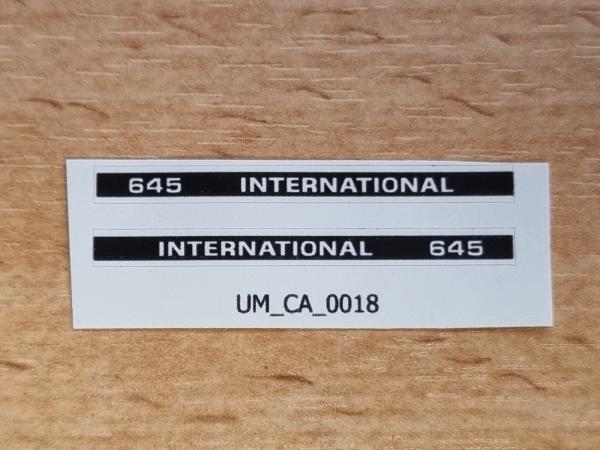 645 INTERNATIONAL
INTERNATIONAL 645
UM_CA_0018